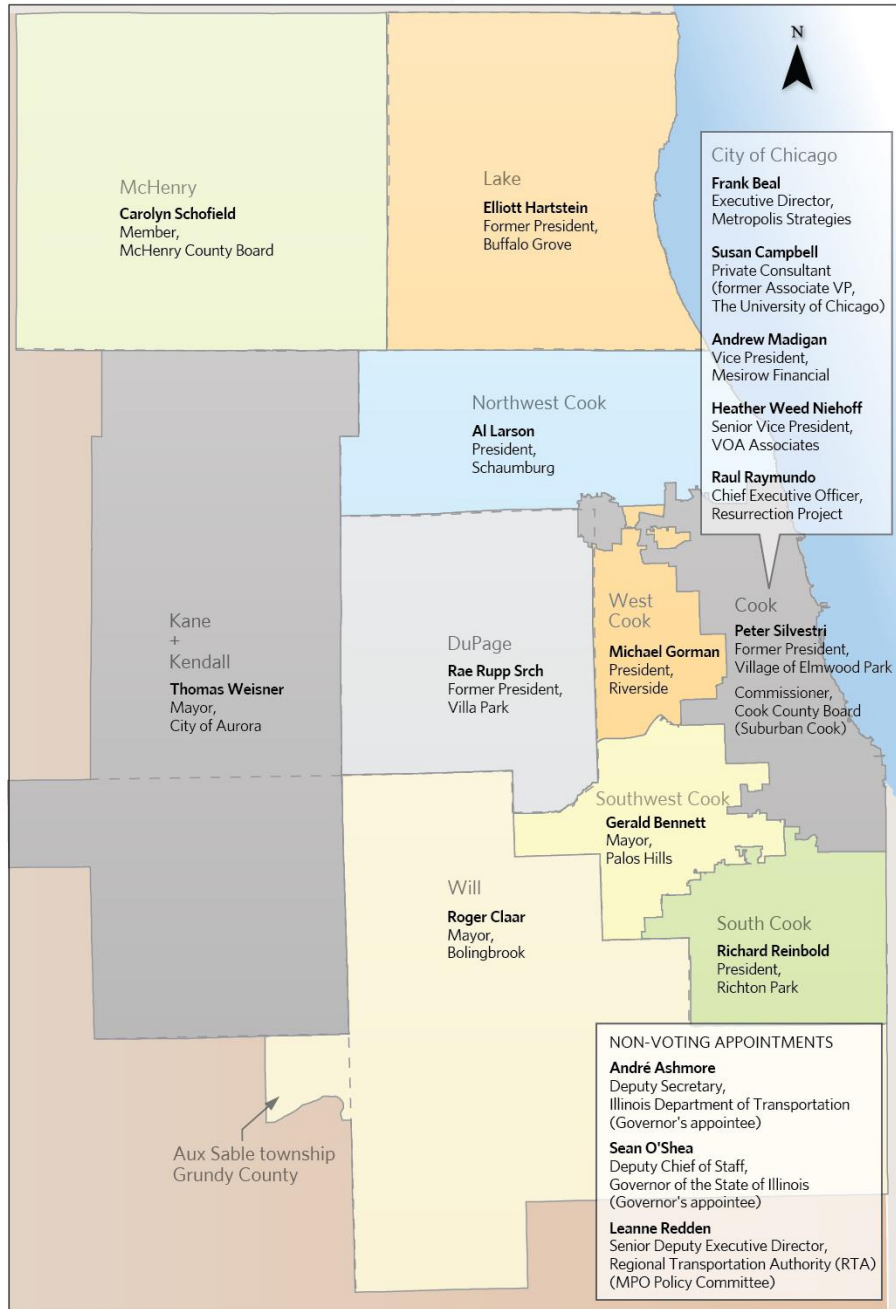 N
McHenry
Carolyn Schofield
Member,
McHenry County Board
Lake
Elliott Hartstein
Former President,
Buffalo Grove
City of Chicago
Frank Beal
Executive Director,
Metropolis Strategies
Susan Campbell
Private Consultant
(former Associate VP,
The University of Chicago)
Andrew Madigan
Vice President,
Mesirow Financial
Heather Weed Niehoff
Senior Vice President,
VOA Associates
Raul Raymundo
Chief Executive Officer,
Resurrection Project
Northwest Cook
Al Larson
President,
Schaumburg
Kane
+
Kendall
Thomas Weisner
Mayor,
City of Aurora
DuPage
Rae Rupp Srch
Former President,
Villa Park
West
Cook
Michael Gorman
President,
Riverside
Cook
Peter Silvestri
Former President,
Village of Elmwood Park
Commissioner,
Cook County Board
(Suburban Cook)
Southwest Cook
Gerald Bennett
Mayor,
Palos Hills
Will
Roger Claar
Mayor,
Bolingbrook
South Cook
Richard Reinbold
President,
Richton Park
Aux Sable township
Grundy County
NON-VOTING APPOINTMENTS
André Ashmore
Deputy Secretary,
Illinois Department of Transportation
(Governor's appointee)
Sean O'Shea
Deputy Chief of Staff,
Governor of the State of Illinois
(Governor's appointee)
Leanne Redden
Senior Deputy Executive Director,
Regional Transportation Authority (RTA)
(MPO Policy Committee)